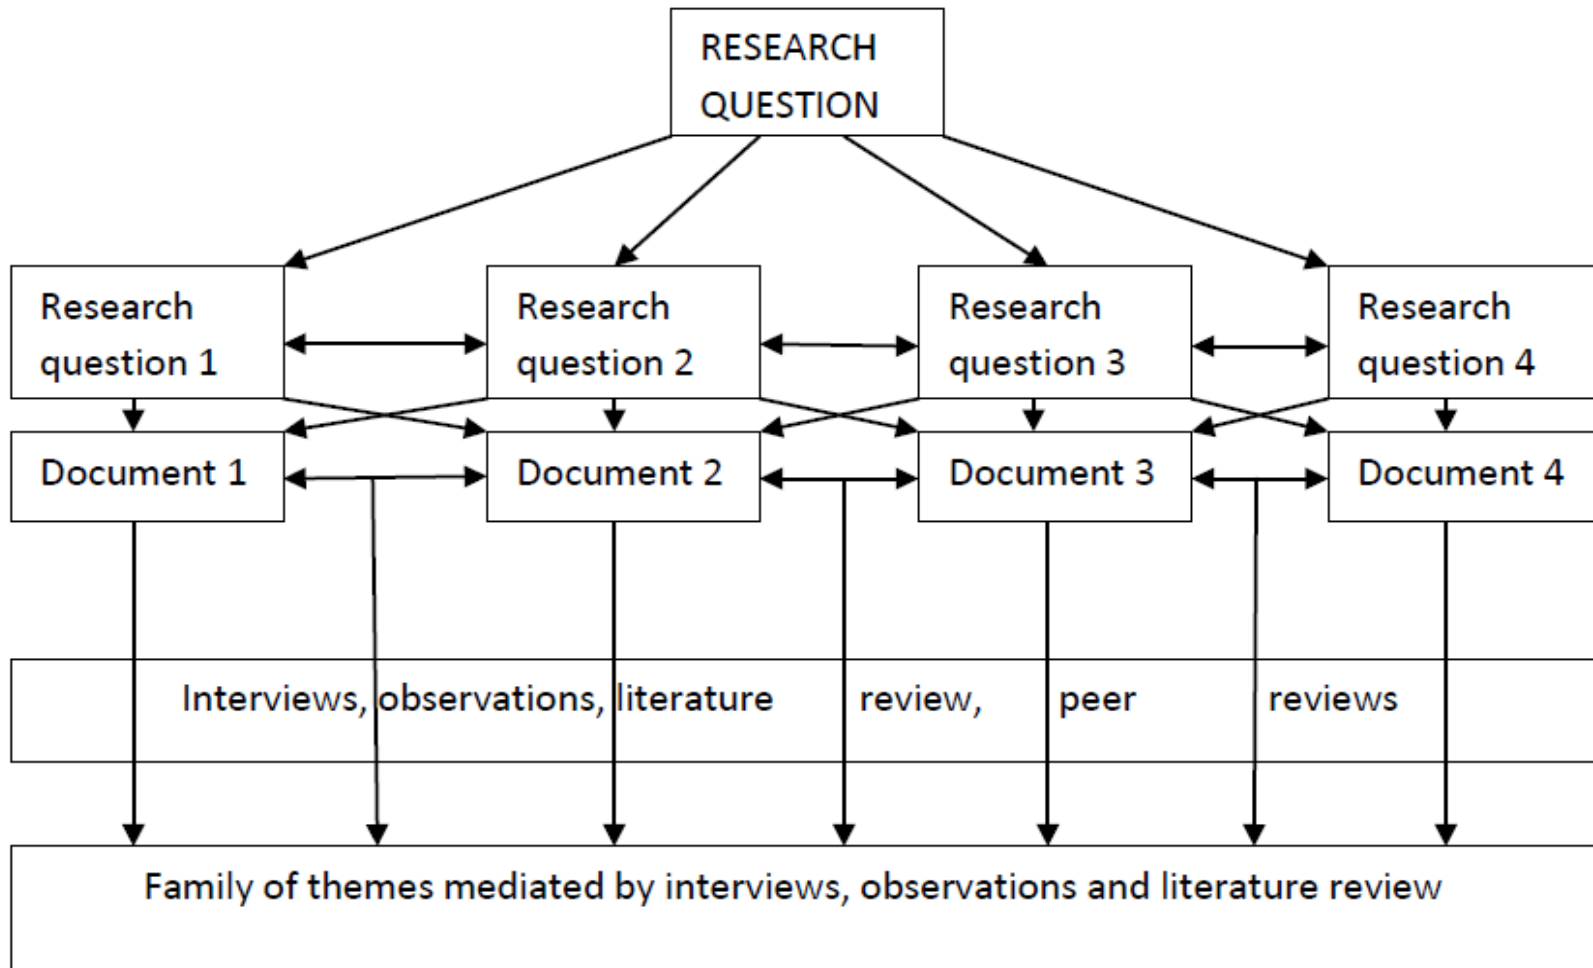 RESEARCH
QUESTION
Research
question 1
Research
question 2
Research
question 3
Research
question 4
Document 1
Document 2
Document 3
Document 4
Interviews, observations, literature review, peer reviews
Family of themes mediated by interviews, observations and literature review